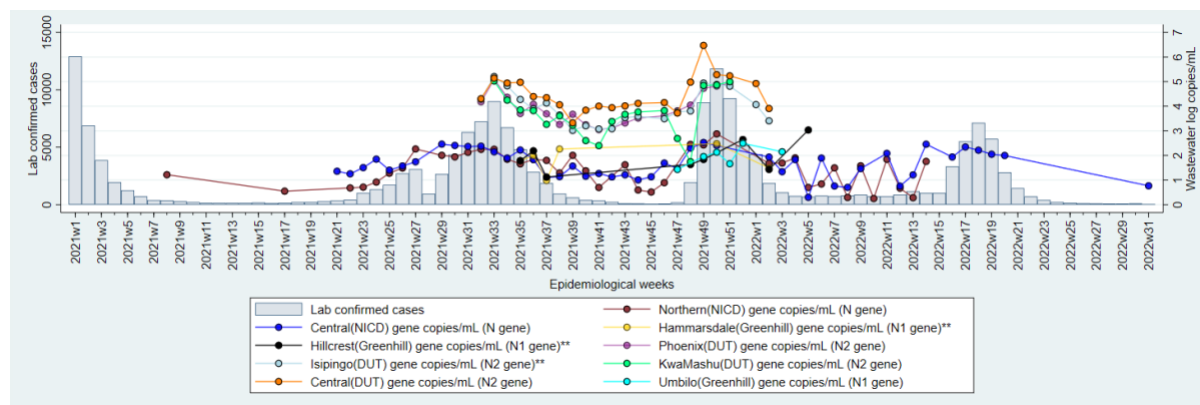 15000
10000
5000
0
Lab confirmed cases
7
6
5
4
3
2
1
0
Wastewater log copies/mL
2021w1 2021w3 2021w5 2021w7 2021w9 2021w11 2021w13 2021w15 2021w17 2021w19 2021w21 2021w23 2021w25 2021w27 2021w29 2021w31 2021w33 2021w35 2021w37 2021w39 2021w41 2021w43 2021w45 2021w47 2021w49 2021w51 2022w1 2022w3 2022w5 2022w7 2022w9 2022w11 2022w13 2022w15 2022w17 2022w19 2022w21 2022w23 2022w25 2022w27 2022w29 2022w31
Epidemiological weeks
Lab confirmed cases
Northern(NICD) gene copies/mL (N gene)
Central(NICD) gene copies/mL (N gene)
Hammarsdale(Greenhill) gene copies/mL (N1 gene)**
Hillcrest(Greenhill) gene copies/mL (N1 gene)**
Phoenix(DUT) gene copies/mL (N2 gene)
Isipingo(DUT) gene copies/mL (N2 gene)**
KwaMashu(DUT) gene copies/mL (N2 gene)
Central(DUT) gene copies/mL (N2 gene)
Umbilo(Greenhill) gene copies/mL (N1 gene)